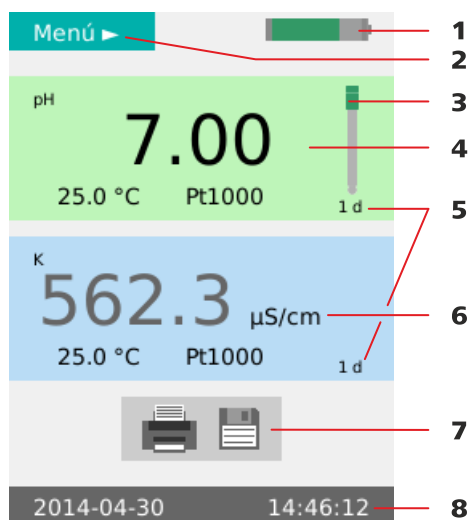 Menú ► 1
2
pH 3
7.00 4
25.0 °C Pt1000 1 d 5
K
562.3 µS/cm 6
25.0 °C Pt1000 1 d
7
2014-04-30 14:46:12 8